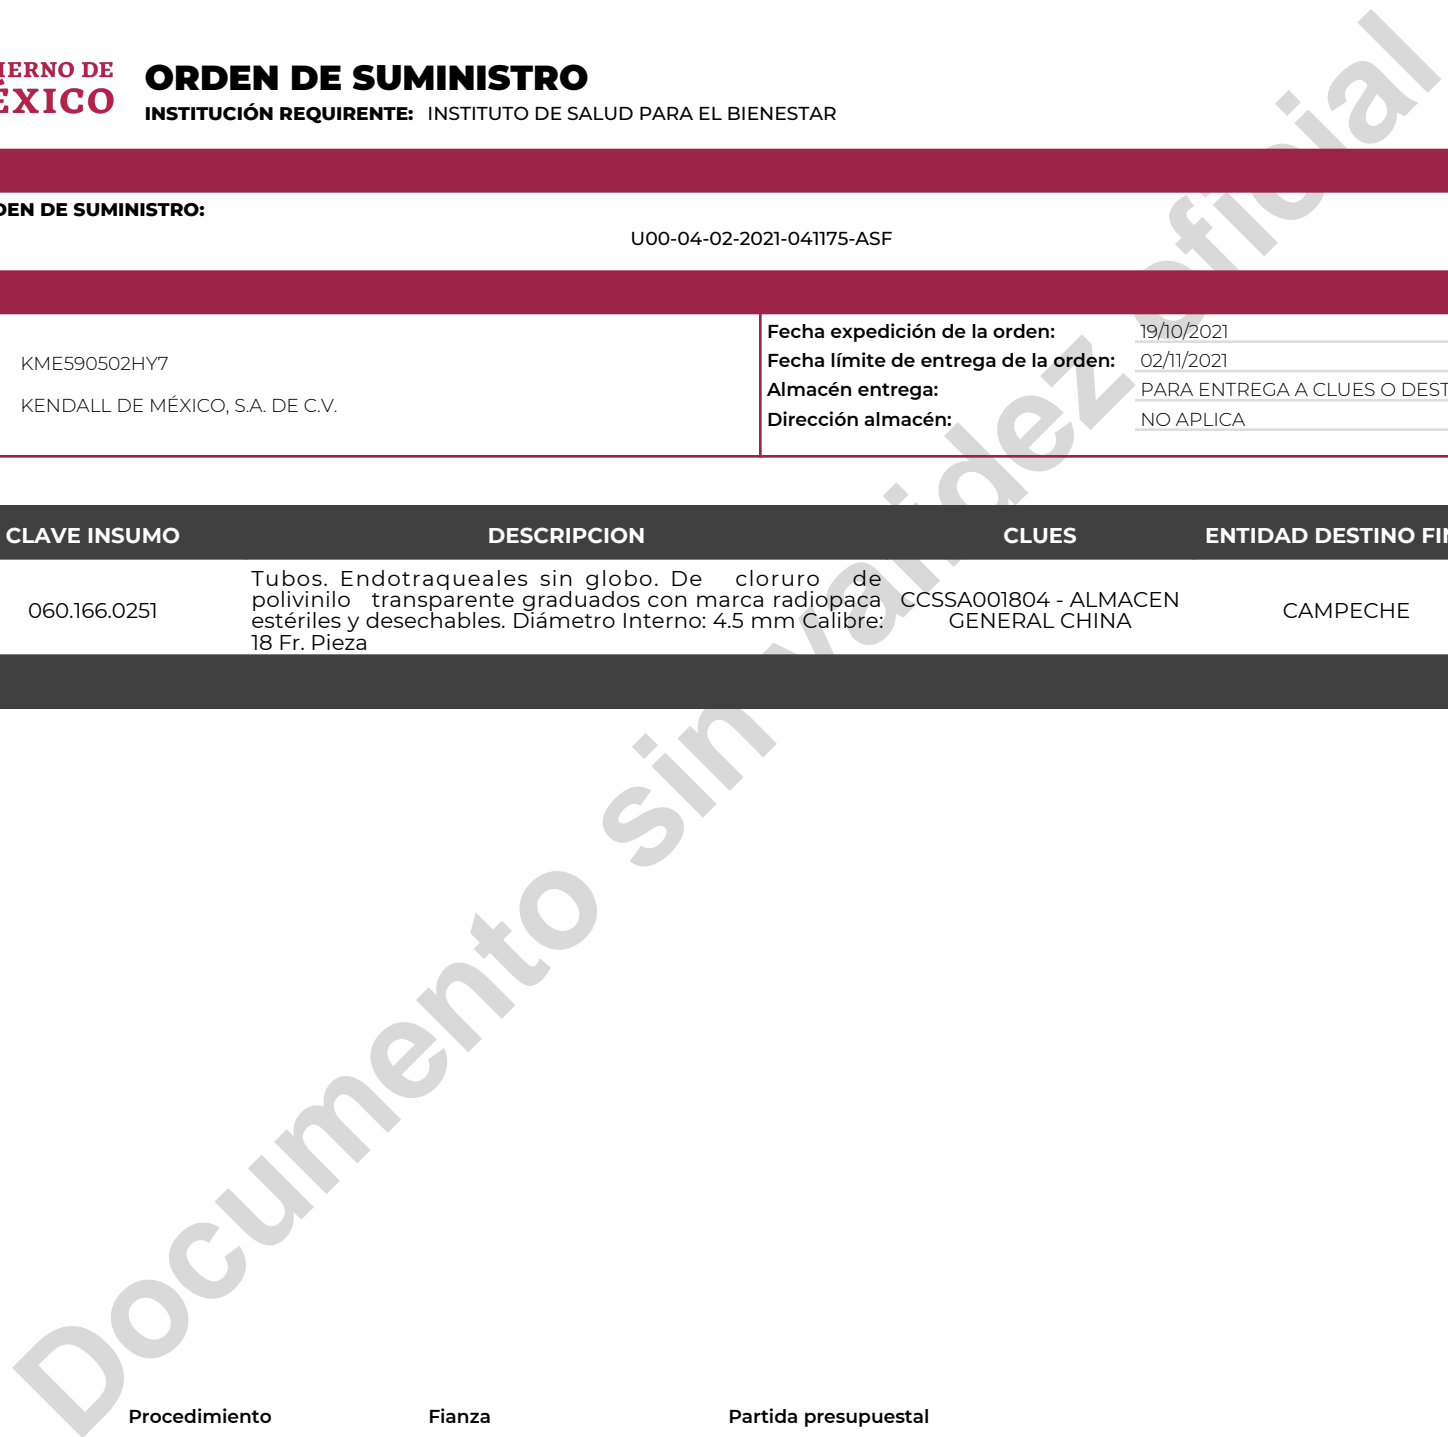 IERNO DE
ÉXICO
ORDEN DE SUMINISTRO
INSTITUCIÓN REQUIRENTE: INSTITUTO DE SALUD PARA EL BIENESTAR
DEN DE SUMINISTRO:
U00-04-02-2021-041175-ASF
KME590502HY7
KENDALL DE MÉXICO, S.A. DE C.V.
Fecha expedición de la orden: 19/10/2021
Fecha límite de entrega de la orden: 02/11/2021
Almacén entrega: PARA ENTREGA A CLUES O DEST
Dirección almacén: NO APLICA
CLAVE INSUMO DESCRIPCION CLUES ENTIDAD DESTINO FIN
060.166.0251
Tubos. Endotraqueales sin globo. De cloruro de
polivinilo transparente graduados con marca radiopaca
estériles y desechables. Diámetro Interno: 4.5 mm Calibre:
18 Fr. Pieza
CCSSA001804 - ALMACEN
GENERAL CHINA
CAMPECHE
Documento sin validez oficial
Procedimiento Fianza Partida presupuestal